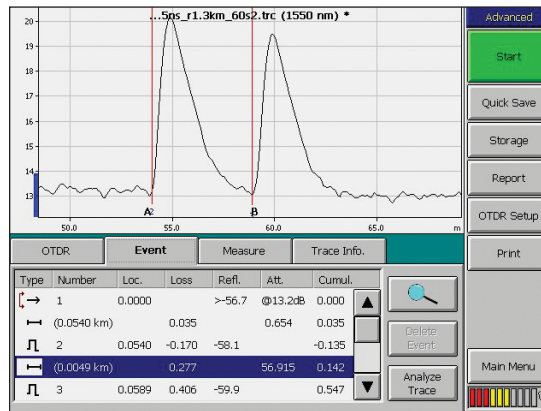 ...5ns_r1.3km_60s2.trc (1550 nm) *
Advanced
20
19
18
17
16
15
14
13
A
B
50.0 55.0 60.0 65.0 m
Start
Quick Save
Storage
Report
OTDR Setup
Print
Main Menu
OTDR Event Measure Trace Info.
Type Number Loc. Loss Refl. Att. Cumul.
1 0.0000 >-56.7 @13.2dB 0.000
(0.0540 km) 0.035 0.654 0.035
2 0.0540 -0.170 -58.1 -0.135
(0.0049 km) 0.277 56.915 0.142
3 0.0589 0.406 -59.9 0.547
Delete
Event
Analyze
Trace